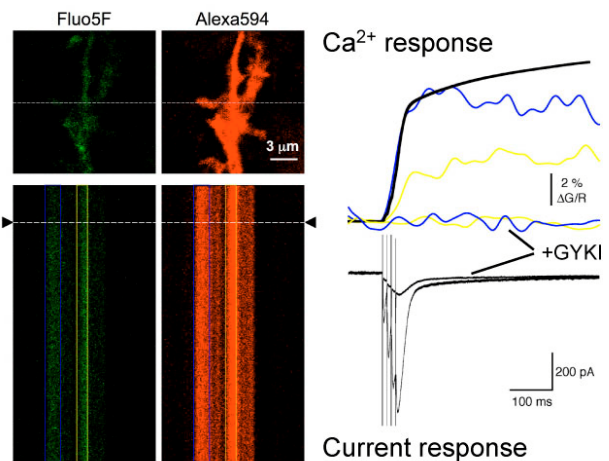 Fluo5F
Alexa594
3 μm
Ca²⁺ response
2 %
ΔG/R
+GYKI
200 pA
100 ms
Current response